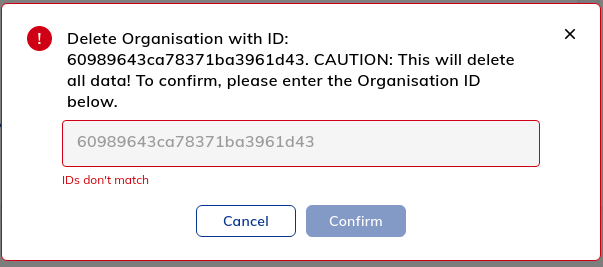 Delete Organisation with ID:
60989643ca78371ba3961d43. CAUTION: This will delete
all data! To confirm, please enter the Organisation ID
below.
60989643ca78371ba3961d43
IDs don't match
Cancel Confirm